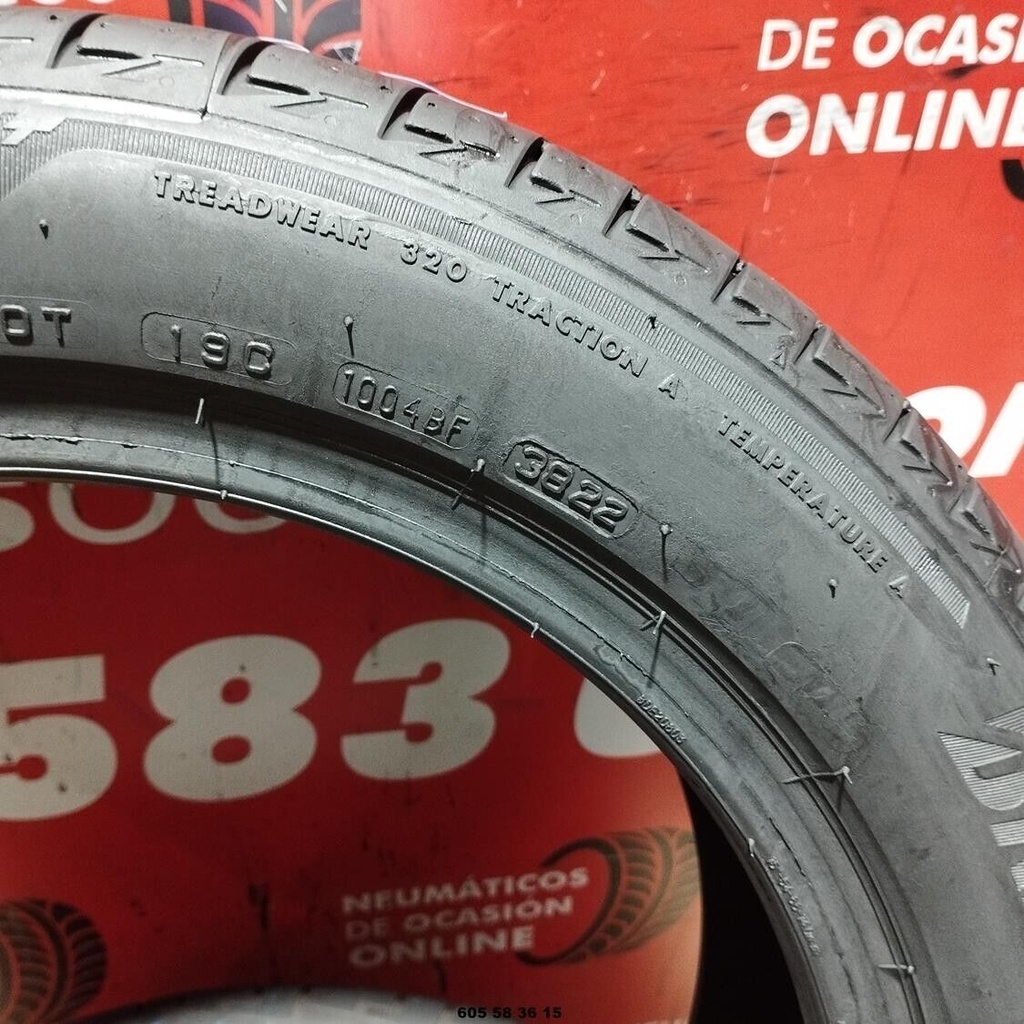 DE OCASI
ONLINE
TREADWEAR 320 TRACTION A TEMPERATURE A
OT 19C 1004BF 3822
583
NEUMÁTICOS
DE OCASIÓN
ONLINE
605 58 36 15